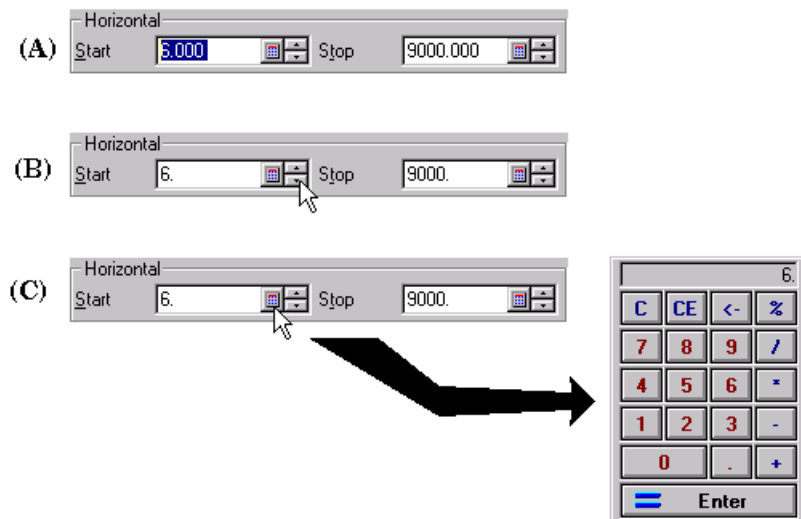 Horizontal
(A) Start 6.000 Stop 9000.000
Horizontal
(B) Start 6. Stop 9000.
Horizontal
(C) Start 6. Stop 9000.
6.
C CE <- %
7 8 9 /
4 5 6 *
1 2 3 -
0 . +
= Enter